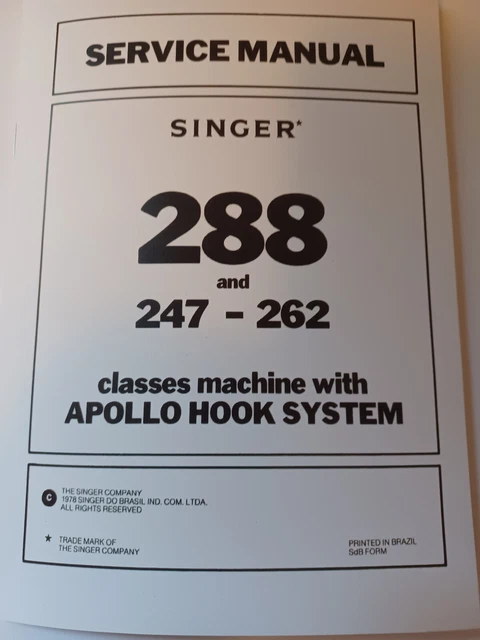 SERVICE MANUAL
SINGER*
288
and
247 - 262
classes machine with
APOLLO HOOK SYSTEM
C THE SINGER COMPANY
1978 SINGER DO BRASIL IND. COM. LTDA.
ALL RIGHTS RESERVED
★ TRADE MARK OF
THE SINGER COMPANY
PRINTED IN BRAZIL
SdB FORM